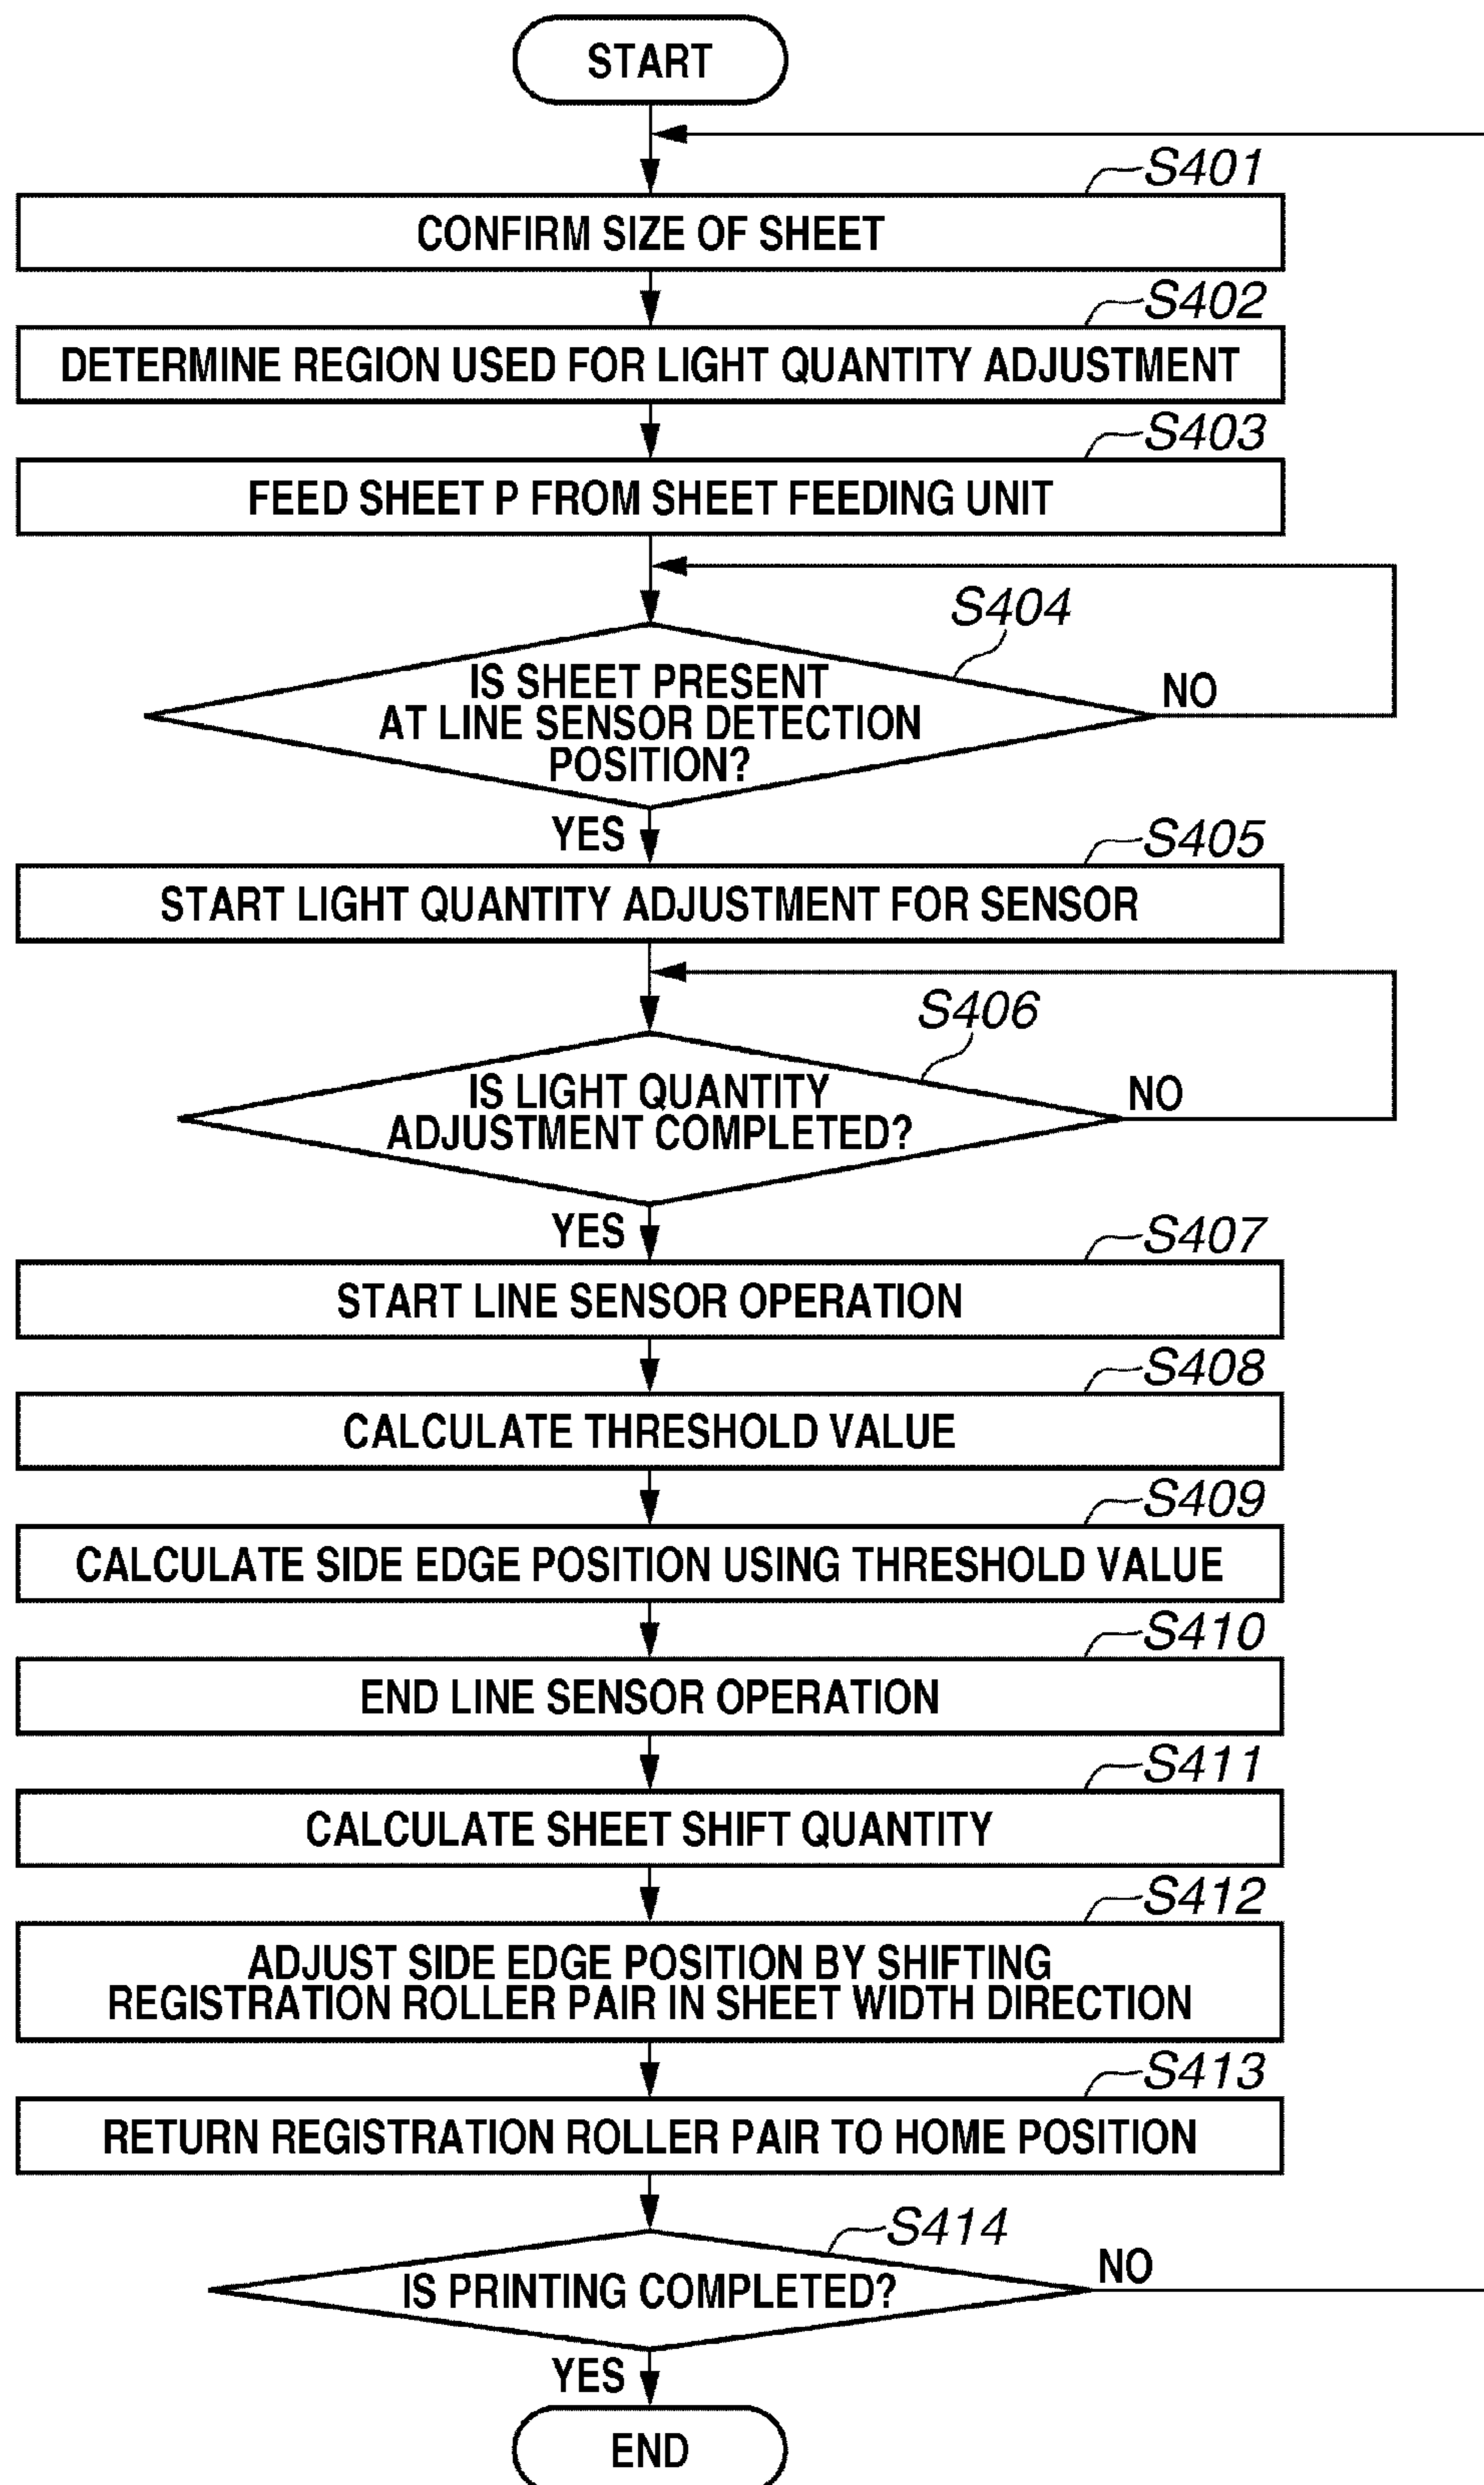 START
S401
CONFIRM SIZE OF SHEET
S402
DETERMINE REGION USED FOR LIGHT QUANTITY ADJUSTMENT
S403
FEED SHEET P FROM SHEET FEEDING UNIT
S404
IS SHEET PRESENT
AT LINE SENSOR DETECTION
POSITION?
NO
YES
S405
START LIGHT QUANTITY ADJUSTMENT FOR SENSOR
S406
IS LIGHT QUANTITY
ADJUSTMENT COMPLETED?
NO
YES
S407
START LINE SENSOR OPERATION
S408
CALCULATE THRESHOLD VALUE
S409
CALCULATE SIDE EDGE POSITION USING THRESHOLD VALUE
S410
END LINE SENSOR OPERATION
S411
CALCULATE SHEET SHIFT QUANTITY
S412
ADJUST SIDE EDGE POSITION BY SHIFTING
REGISTRATION ROLLER PAIR IN SHEET WIDTH DIRECTION
S413
RETURN REGISTRATION ROLLER PAIR TO HOME POSITION
S414
IS PRINTING COMPLETED?
NO
YES
END